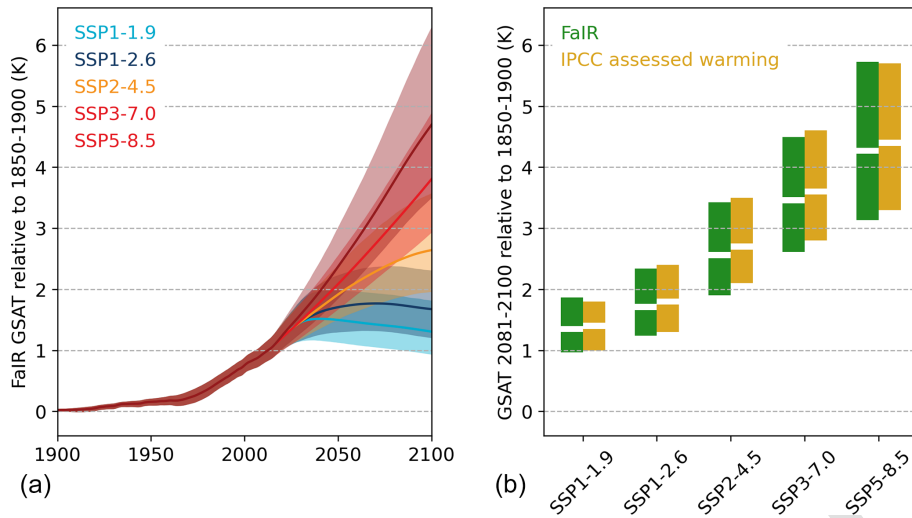 FaIR GSAT relative to 1850-1900 (K)
6
5
4
3
2
1
0
SSP1-1.9
SSP1-2.6
SSP2-4.5
SSP3-7.0
SSP5-8.5
1900
1950
2000
2050
2100
(a)
GSAT 2081-2100 relative to 1850-1900 (K)
6
5
4
3
2
1
0
FaIR
IPCC assessed warming
SSP1-1.9
SSP1-2.6
SSP2-4.5
SSP3-7.0
SSP5-8.5
(b)